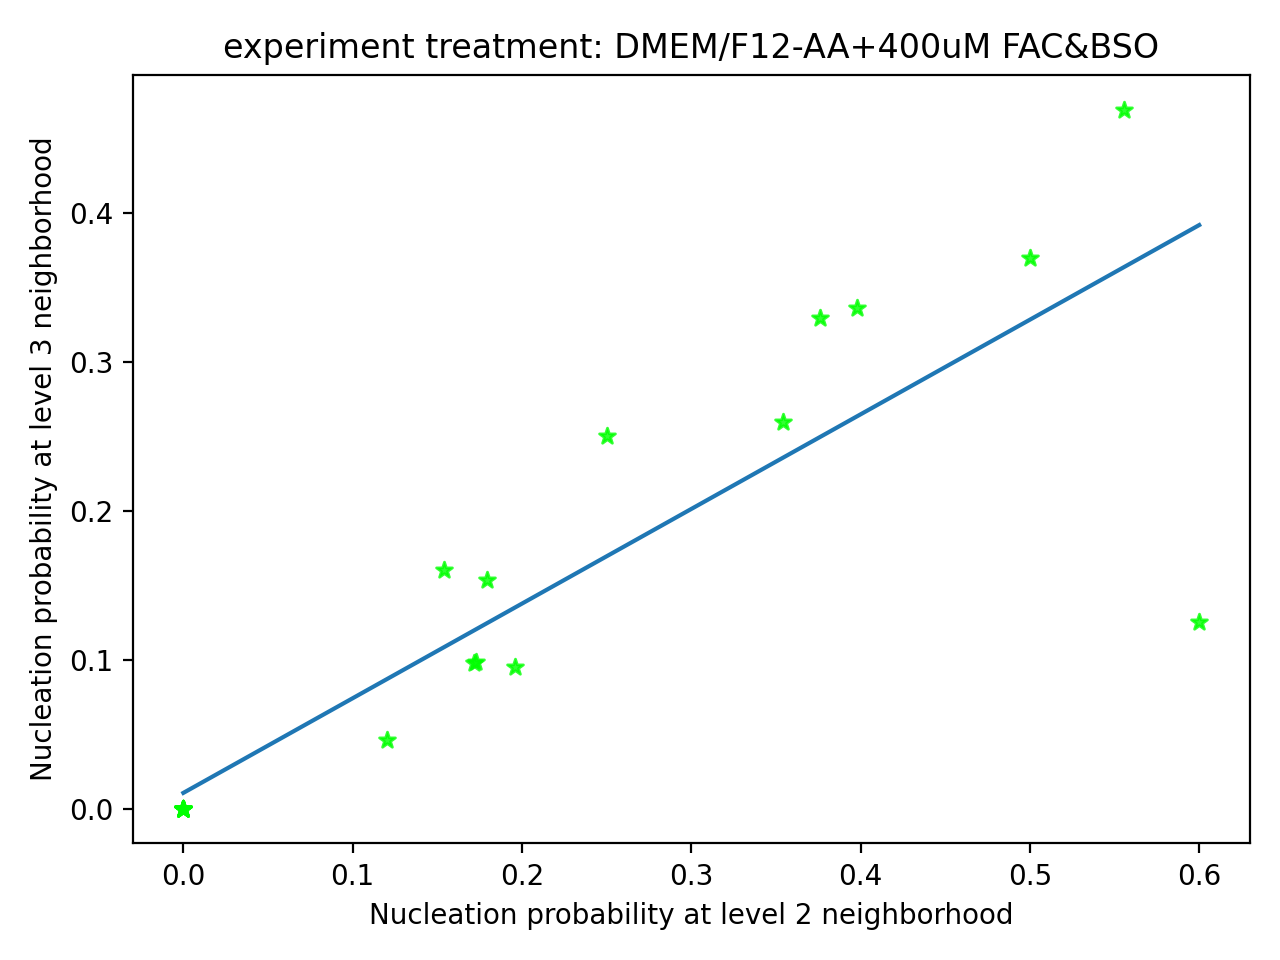 experiment treatment: DMEM/F12-AA+400uM FAC&BSO
Nucleation probability at level 3 neighborhood
0.4
0.3
0.2
0.1
0.0
0.0 0.1 0.2 0.3 0.4 0.5 0.6
Nucleation probability at level 2 neighborhood